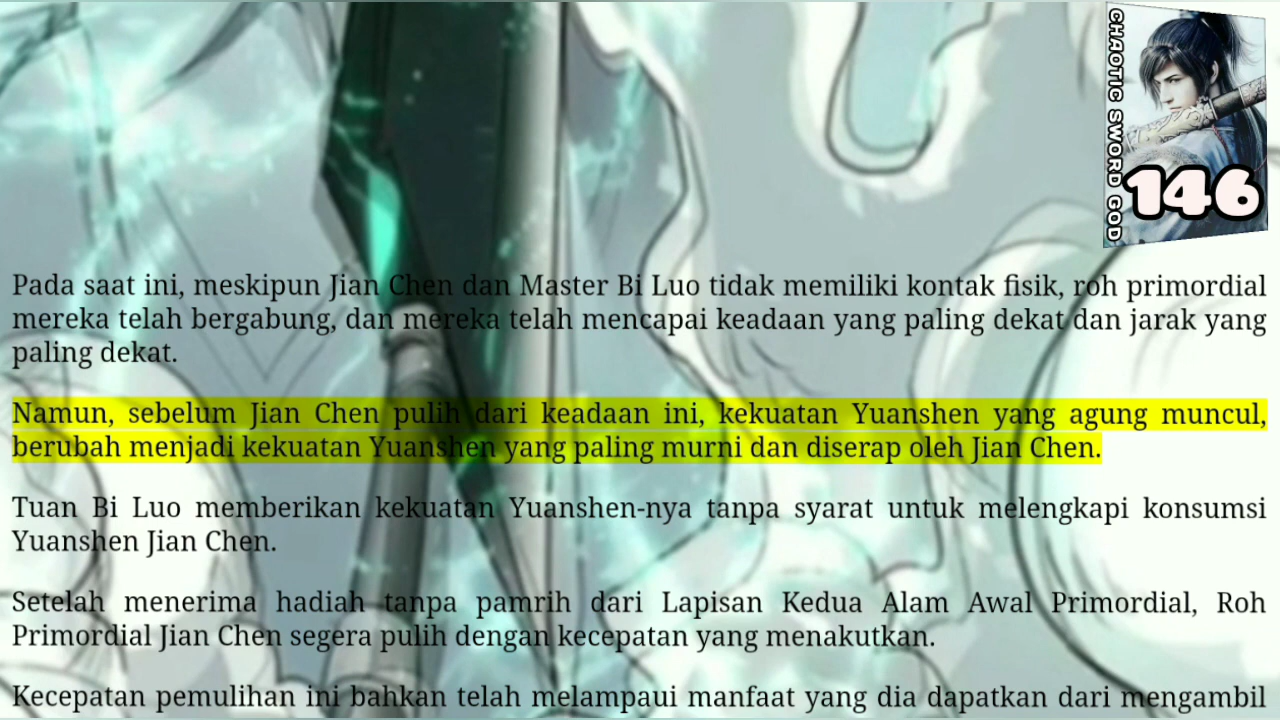 CHAOTIC SWORD GOD
146
Pada saat ini, meskipun Jian Chen dan Master Bi Luo tidak memiliki kontak fisik, roh primordial
mereka telah bergabung, dan mereka telah mencapai keadaan yang paling dekat dan jarak yang
paling dekat.
Namun, sebelum Jian Chen pulih dari keadaan ini, kekuatan Yuanshen yang agung muncul,
berubah menjadi kekuatan Yuanshen yang paling murni dan diserap oleh Jian Chen.
Tuan Bi Luo memberikan kekuatan Yuanshen-nya tanpa syarat untuk melengkapi konsumsi
Yuanshen Jian Chen.
Setelah menerima hadiah tanpa pamrih dari Lapisan Kedua Alam Awal Primordial, Roh
Primordial Jian Chen segera pulih dengan kecepatan yang menakutkan.
Kecepatan pemulihan ini bahkan telah melampaui manfaat yang dia dapatkan dari mengambil